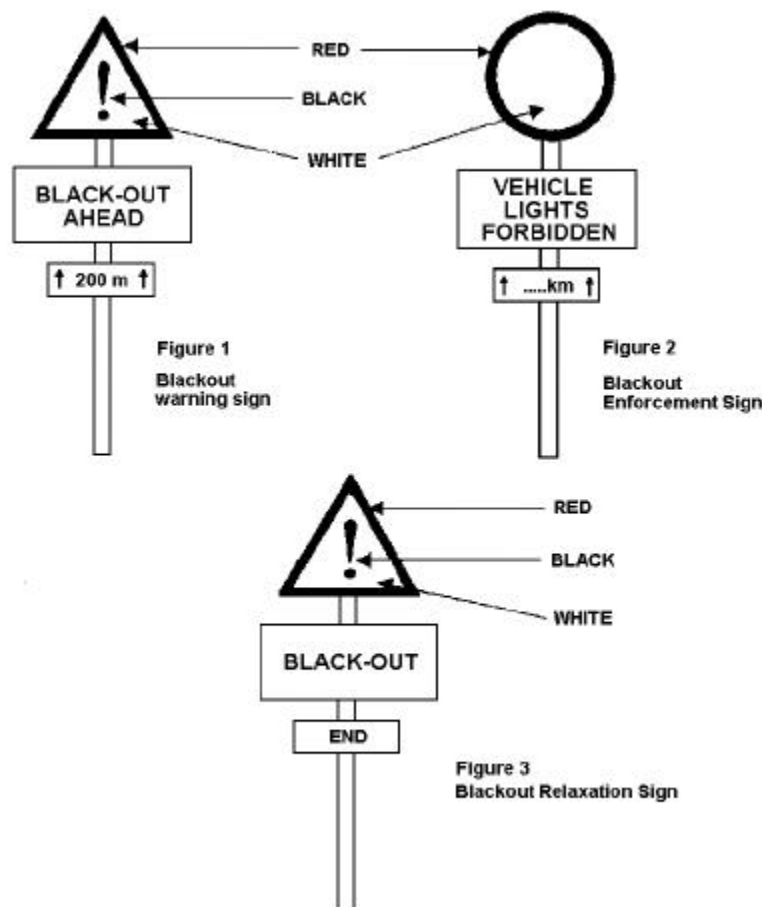 RED
BLACK
WHITE
!
BLACK-OUT
AHEAD
↑ 200 m ↑
Figure 1
Blackout
warning sign
VEHICLE
LIGHTS
FORBIDDEN
↑ .....km ↑
Figure 2
Blackout
Enforcement Sign
RED
BLACK
WHITE
!
BLACK-OUT
END
Figure 3
Blackout Relaxation Sign